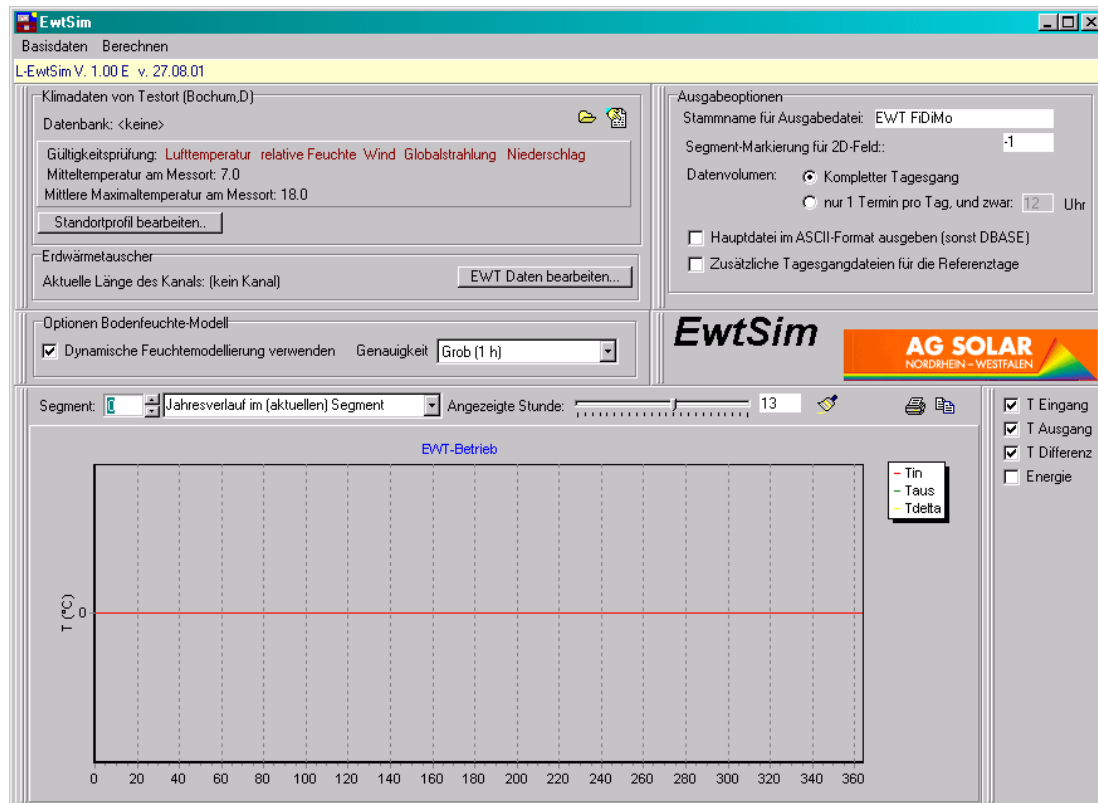 EwtSim
Basisdaten Berechnen
L-EwtSim V. 1.00 E v. 27.08.01
Klimadaten von Testort (Bochum,D)
Datenbank: <keine>
Gültigkeitsprüfung: Lufttemperatur relative Feuchte Wind Globalstrahlung Niederschlag
Mitteltemperatur am Messort: 7.0
Mittlere Maximaltemperatur am Messort: 18.0
Standortprofil bearbeiten..
Erdwärmetauscher
Aktuelle Länge des Kanals: (kein Kanal)
EWT Daten bearbeiten...
Ausgabeoptionen
Stammname für Ausgabedatei: EWT FiDiMo
Segment-Markierung für 2D-Feld:: -1
Datenvolumen: Kompletter Tagesgang
nur 1 Termin pro Tag, und zwar: 12 Uhr
Hauptdatei im ASCII-Format ausgeben (sonst DBASE)
Zusätzliche Tagesgangdateien für die Referenztage
Optionen Bodenfeuchte-Modell
Dynamische Feuchtemodellierung verwenden Genauigkeit Grob (1 h)
EwtSim
AG SOLAR
NORDRHEIN – WESTFALEN
Segment: 0 Jahresverlauf im (aktuellen) Segment Angezeigte Stunde: 13
T Eingang
T Ausgang
T Differenz
Energie
EWT-Betrieb
Tin
Taus
Tdelta
T (°C)
0
0 20 40 60 80 100 120 140 160 180 200 220 240 260 280 300 320 340 360